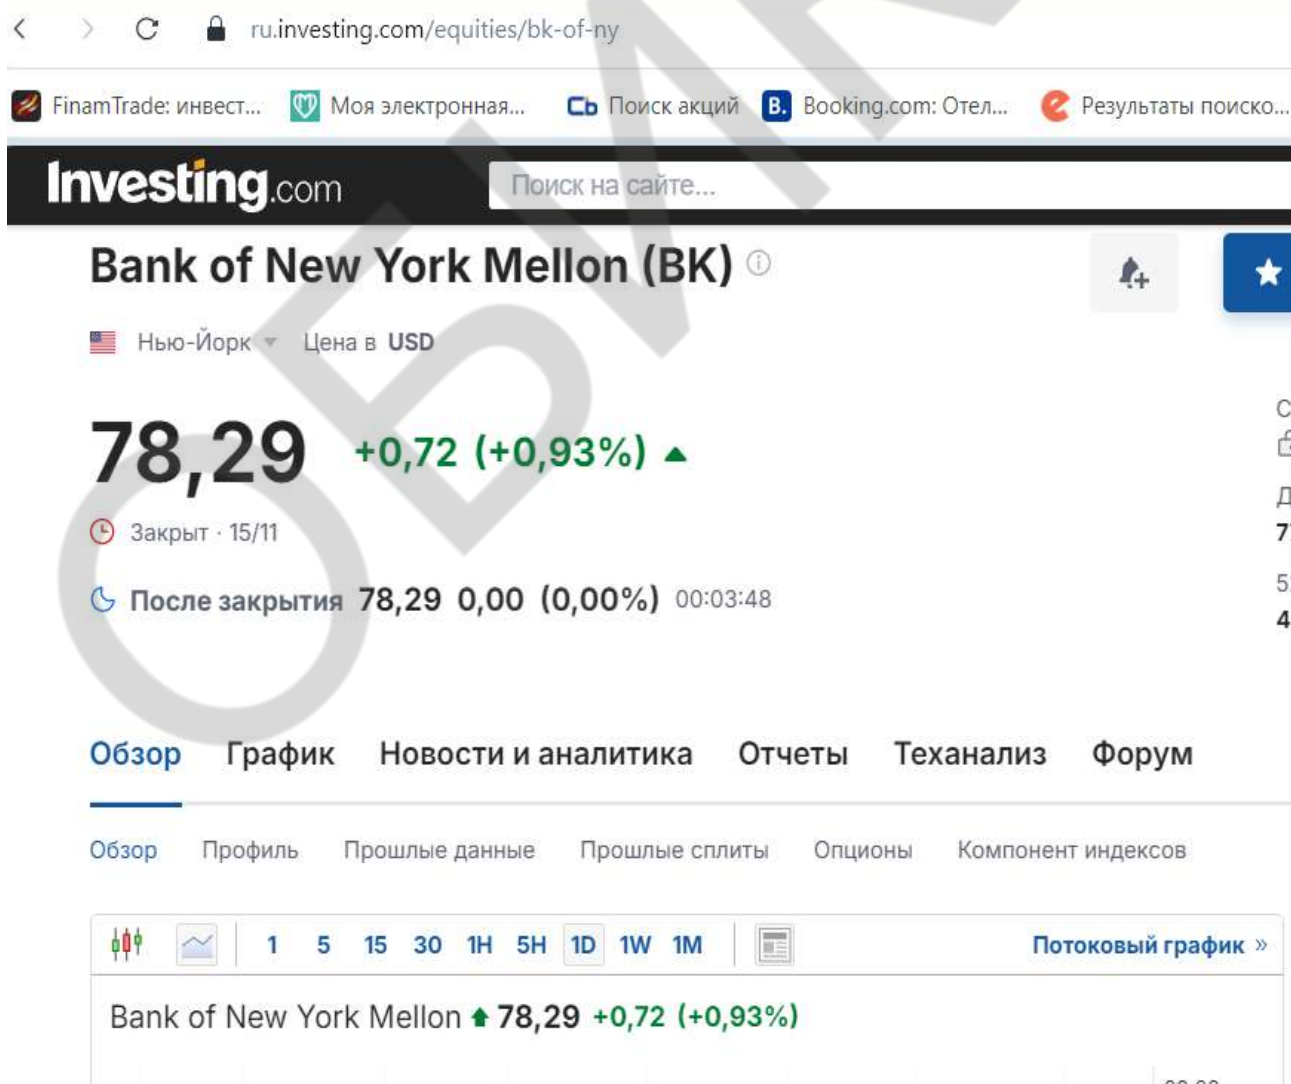 ru.investing.com/equities/bk-of-ny
FinamTrade: инвест... Моя электронная... Сь Поиск акций B. Booking.com: Отел... Результаты поиско...
Investing.com Поиск на сайте...
Bank of New York Mellon (BK)
Нью-Йорк Цена в USD
78,29 +0,72 (+0,93%)
Закрыт · 15/11
После закрытия 78,29 0,00 (0,00%) 00:03:48
Обзор График Новости и аналитика Отчеты Теханализ Форум
Обзор Профиль Прошлые данные Прошлые сплиты Опционы Компонент индексов
1 5 15 30 1H 5H 1D 1W 1M Потоковый график »
Bank of New York Mellon 78,29 +0,72 (+0,93%)